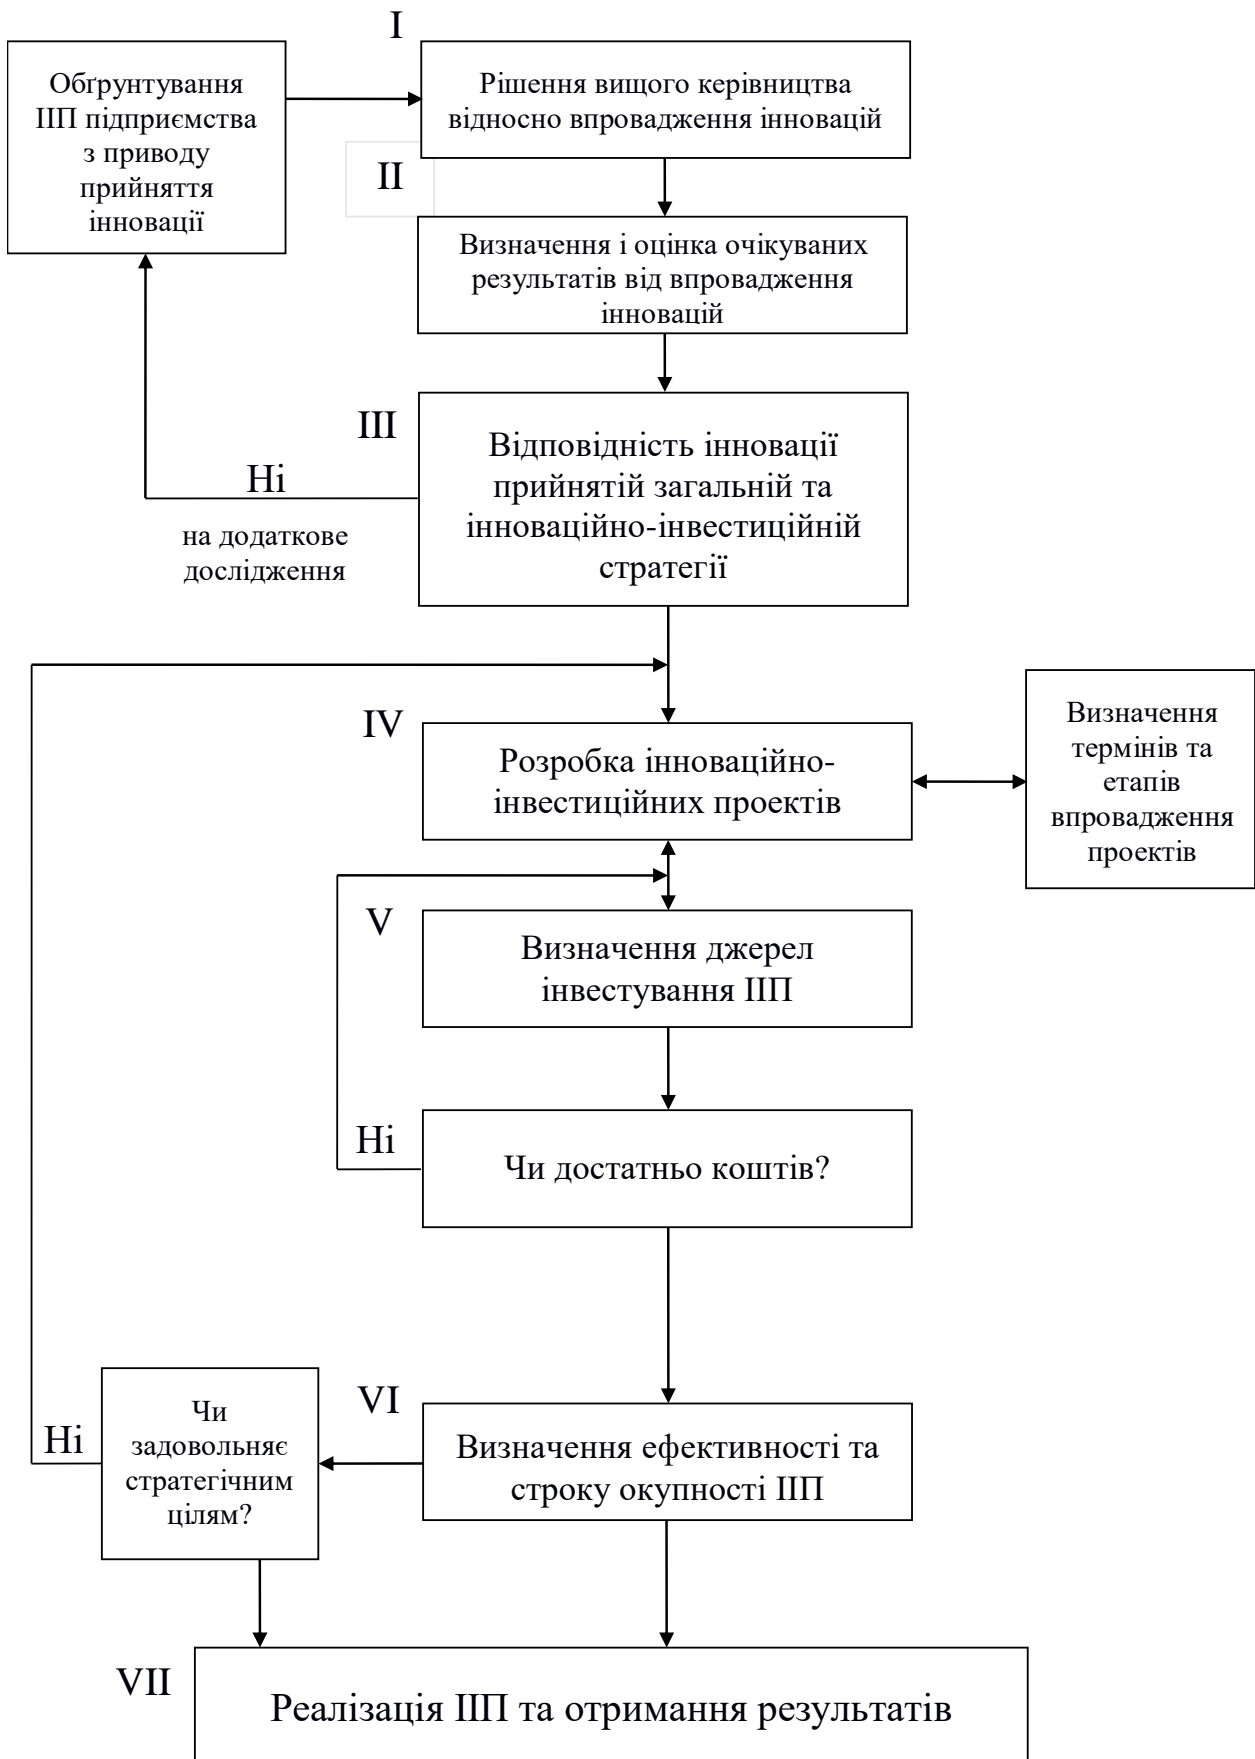 I
Обґрунтування
ІІП підприємства
з приводу
прийняття
інновації
Рішення вищого керівництва
відносно впровадження інновацій
II
Визначення і оцінка очікуваних
результатів від впровадження
інновацій
III
Відповідність інновації
прийнятій загальній та
інноваційно-інвестиційній
стратегії
Ні
на додаткове
дослідження
IV
Розробка інноваційно-
інвестиційних проектів
Визначення
термінів та
етапів
впровадження
проектів
V
Визначення джерел
інвестування ІІП
Ні
Чи достатньо коштів?
VI
Визначення ефективності та
строку окупності ІІП
Чи
задовольняє
стратегічним
цілям?
Ні
VII
Реалізація ІІП та отримання результатів